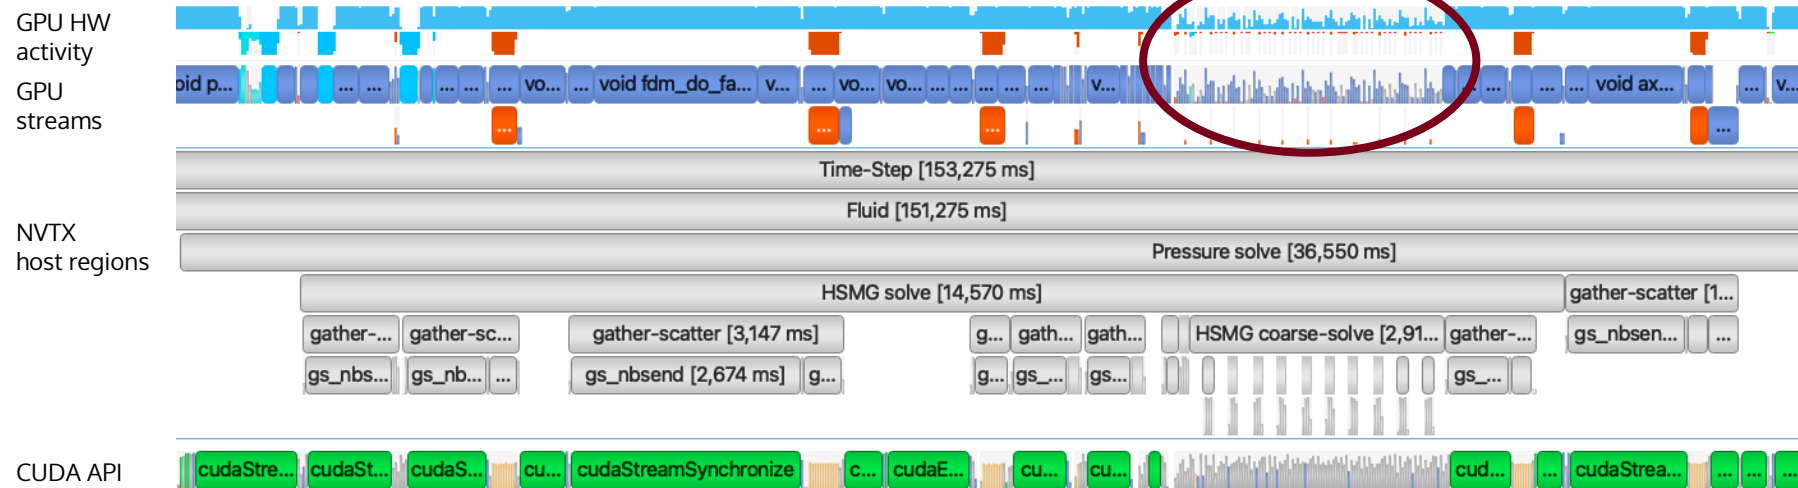 GPU HW
activity
GPU
streams
oid p...
...
...
...
...
...
vo...
...
void fdm_do_fa...
v...
...
vo...
vo...
...
...
...
...
...
v...
...
...
...
...
void ax...
...
v...
...
...
...
...
Time-Step [153,275 ms]
Fluid [151,275 ms]
NVTX
host regions
Pressure solve [36,550 ms]
HSMG solve [14,570 ms]
gather-scatter [1...
gather-...
gather-sc...
gather-scatter [3,147 ms]
g...
gath...
gath...
HSMG coarse-solve [2,91...
gather-...
gs_nbsen...
...
gs_nbs...
gs_nb...
...
gs_nbsend [2,674 ms]
g...
g...
gs_...
gs...
gs_...
CUDA API
cudaStre...
cudaSt...
cudaS...
cu...
cudaStreamSynchronize
c...
cudaE...
cu...
cu...
cud...
...
cudaStrea...
...
...
...